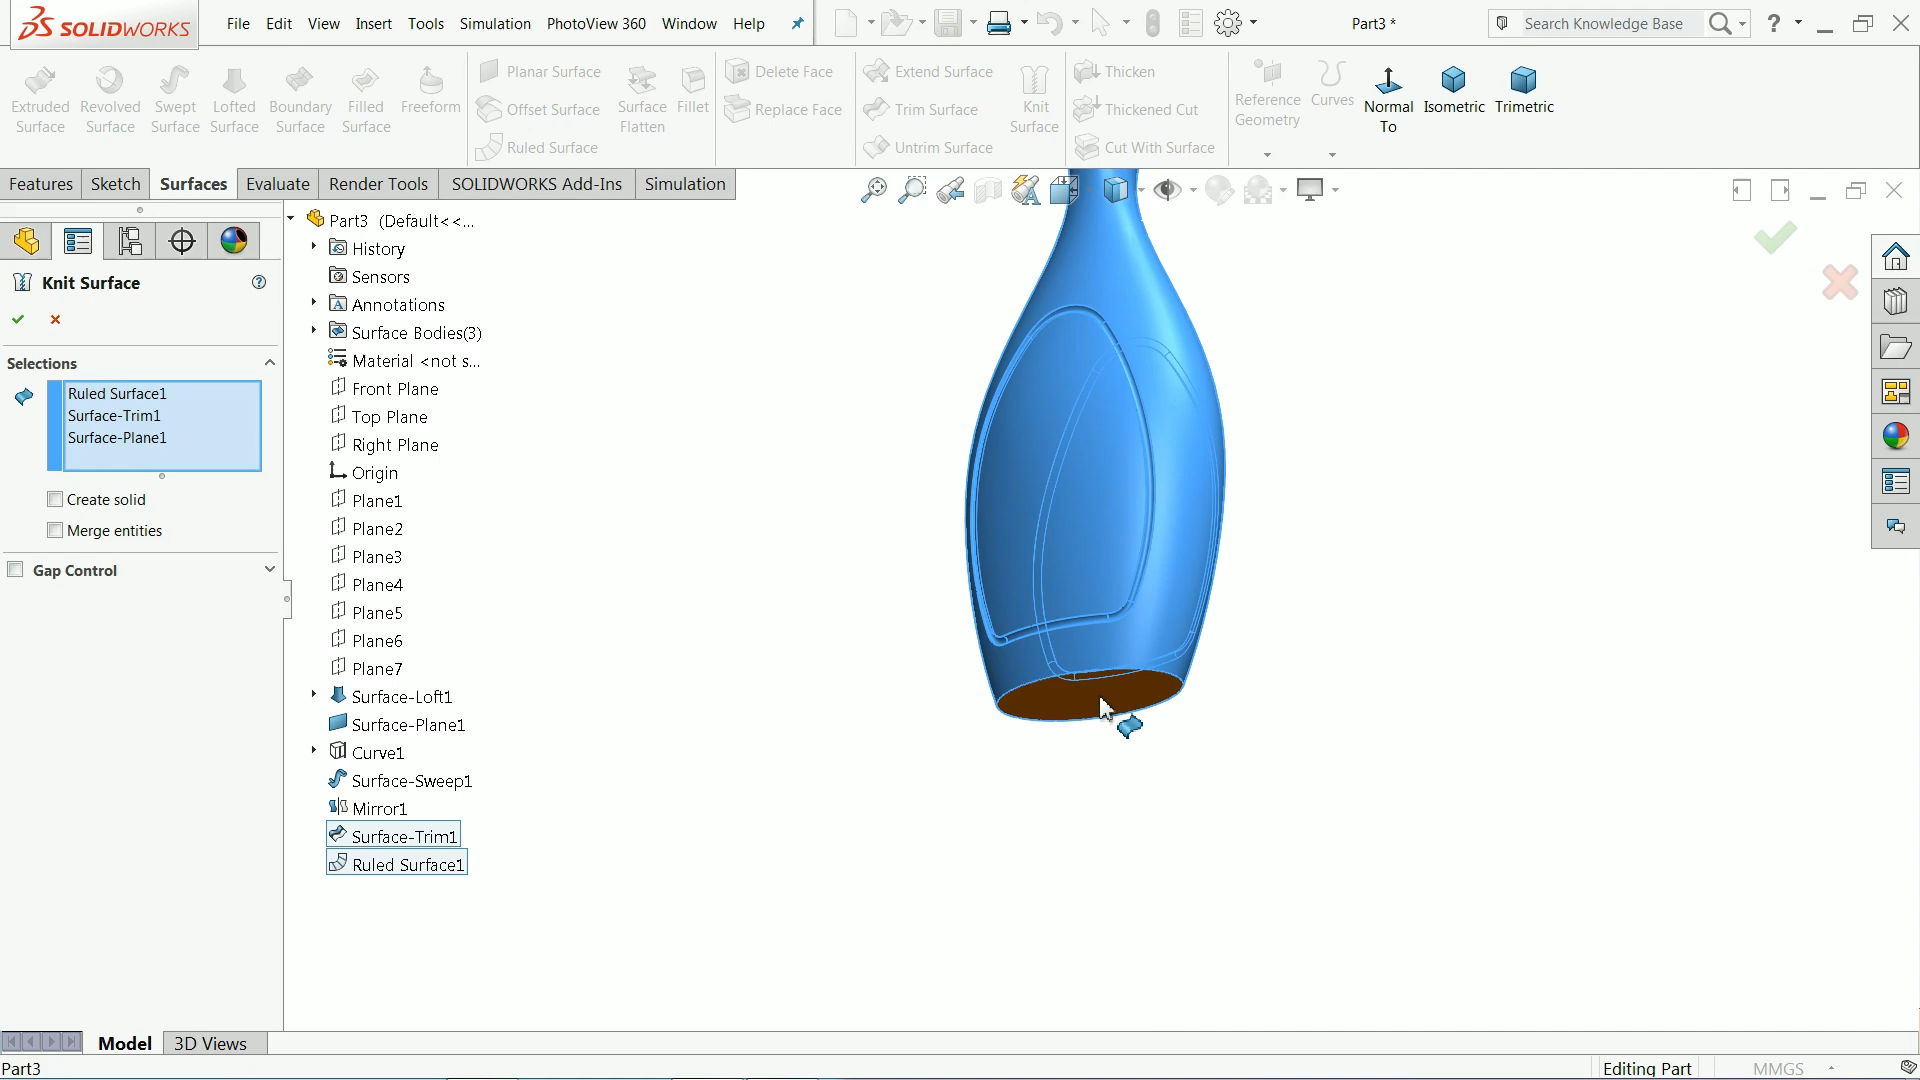 SOLIDWORKS
File Edit View Insert Tools Simulation PhotoView 360 Window Help
Part3 *
Search Knowledge Base
?
Extruded Surface
Revolved Surface
Swept Surface
Lofted Surface
Boundary Surface
Filled Surface
Freeform
Planar Surface
Offset Surface
Ruled Surface
Surface Flatten
Fillet
Delete Face
Replace Face
Extend Surface
Trim Surface
Untrim Surface
Knit Surface
Thicken
Thickened Cut
Cut With Surface
Reference Geometry
Curves
Normal To
Isometric
Trimetric
Features Sketch Surfaces Evaluate Render Tools SOLIDWORKS Add-Ins Simulation
Knit Surface
?
Selections
Ruled Surface1
Surface-Trim1
Surface-Plane1
Create solid
Merge entities
Gap Control
Part3 (Default<<...
History
Sensors
A Annotations
Surface Bodies(3)
Material <not s...
Front Plane
Top Plane
Right Plane
Origin
Plane1
Plane2
Plane3
Plane4
Plane5
Plane6
Plane7
Surface-Loft1
Surface-Plane1
Curve1
Surface-Sweep1
Mirror1
Surface-Trim1
Ruled Surface1
Model 3D Views
Part3
Editing Part
MMGS